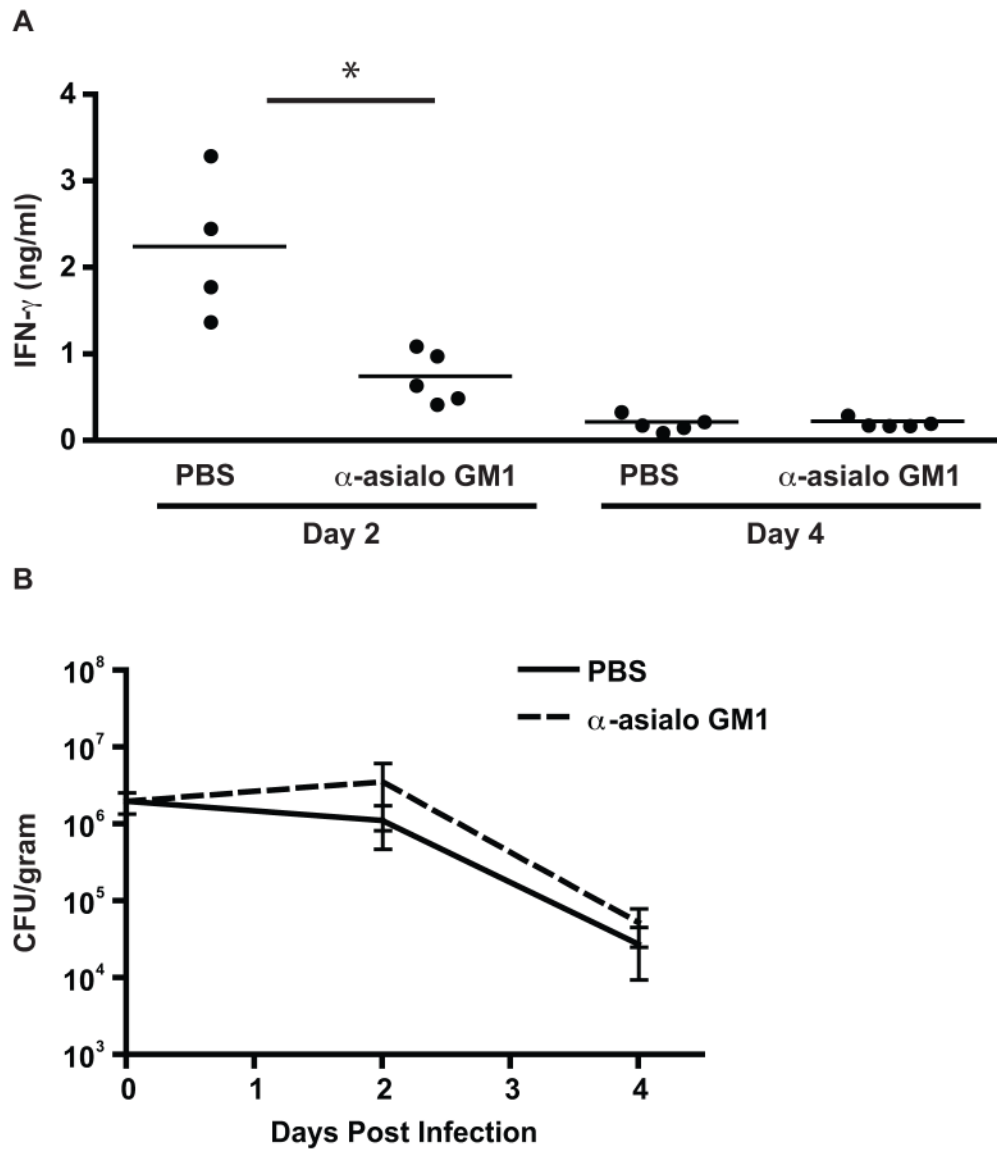 A
*
4
3
2
1
0
IFN-γ (ng/ml)
PBS α-asialo GM1 PBS α-asialo GM1
Day 2 Day 4
B
PBS
α-asialo GM1
10⁸
10⁷
10⁶
10⁵
10⁴
10³
CFU/gram
0 1 2 3 4
Days Post Infection